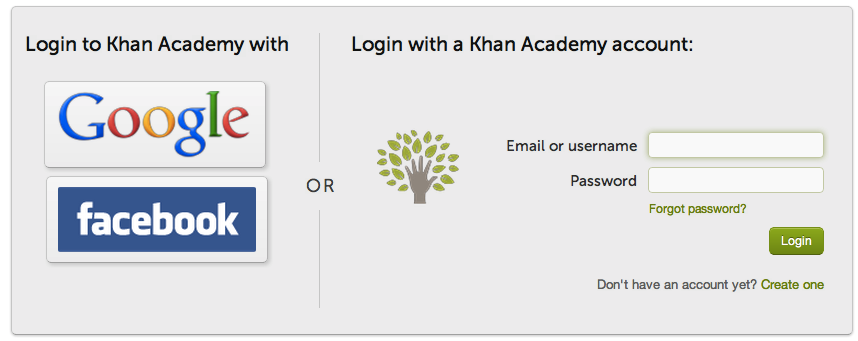 Login to Khan Academy with
Google
facebook
OR
Login with a Khan Academy account:
Email or username
Password
Forgot password?
Login
Don't have an account yet? Create one